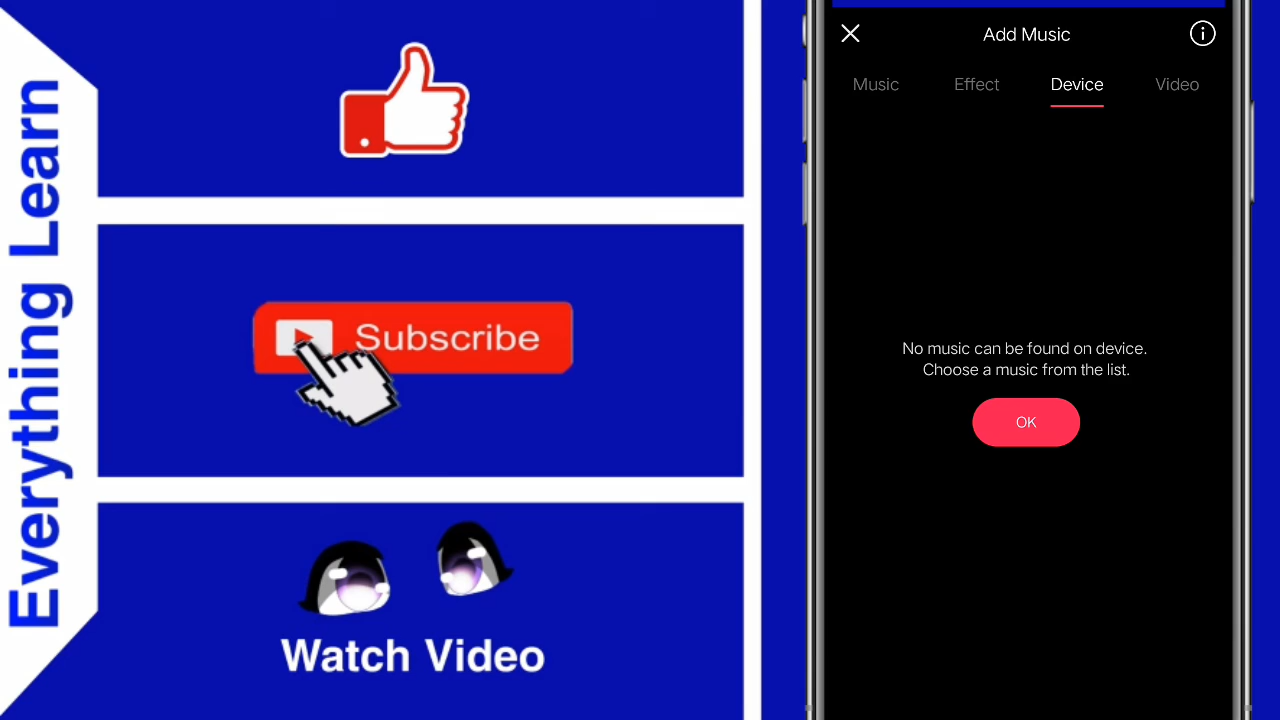 Everything Learn
Subscribe
Watch Video
Add Music
Music Effect Device Video
No music can be found on device.
Choose a music from the list.
OK